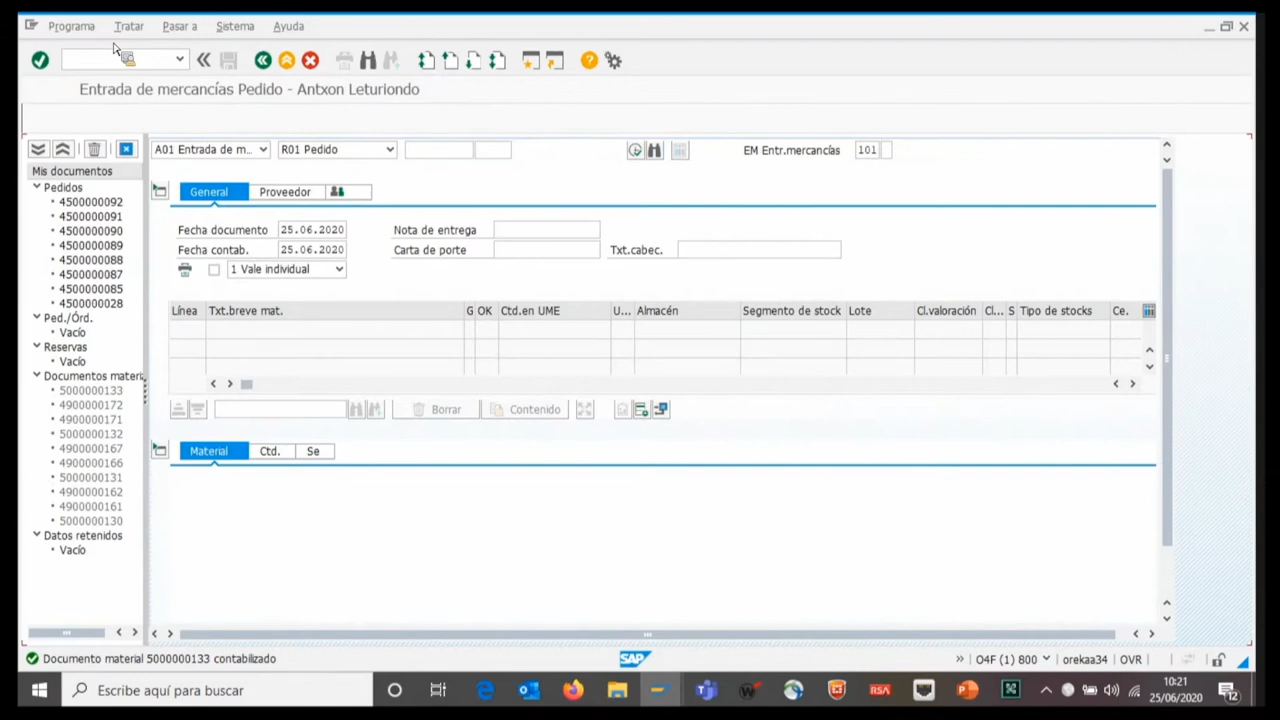 Programa Tratar Pasar a Sistema Ayuda
Entrada de mercancías Pedido - Antxon Leturiondo
A01 Entrada de m... R01 Pedido EM Entr.mercancías 101
Mis documentos
Pedidos
4500000092
4500000091
4500000090
4500000089
4500000088
4500000087
4500000085
4500000028
Ped./Órd.
Vacío
Reservas
Vacío
Documentos materi
5000000133
4900000172
4900000171
5000000132
4900000167
4900000166
5000000131
4900000162
4900000161
5000000130
Datos retenidos
Vacío
General Proveedor
Fecha documento 25.06.2020 Nota de entrega
Fecha contab. 25.06.2020 Carta de porte Txt.cabec.
1 Vale individual
Línea Txt.breve mat. G OK Ctd.en UME U... Almacén Segmento de stock Lote Cl.valoración Cl... S Tipo de stocks Ce.
Borrar Contenido
Material Ctd. Se
Documento material 5000000133 contabilizado SAP » O4F (1) 800 orekaa34 OVR
Escribe aquí para buscar RSA 10:21
25/06/2020 12